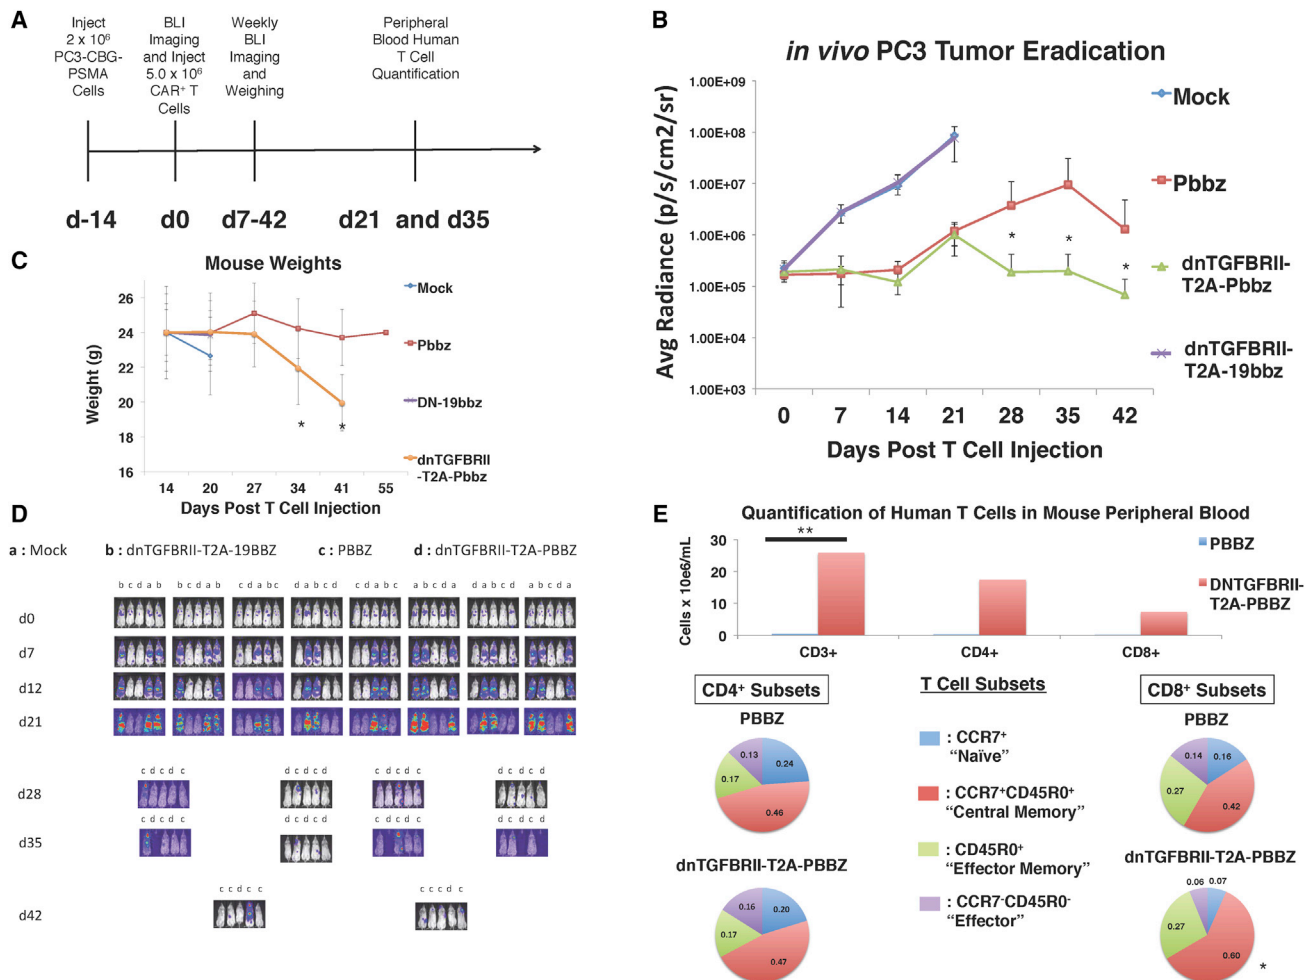 A
Inject
2 x 10⁶
PC3-CBG-
PSMA
Cells
BLI
Imaging
and Inject
5.0 x 10⁶
CAR⁺ T
Cells
Weekly
BLI
Imaging
and
Weighing
Peripheral
Blood Human
T Cell
Quantification
d-14
d0
d7-42
d21 and d35
B
in vivo PC3 Tumor Eradication
Avg Radiance (p/s/cm2/sr)
1.00E+09
1.00E+08
1.00E+07
1.00E+06
1.00E+05
1.00E+04
1.00E+03
* * *
0 7 14 21 28 35 42
Days Post T Cell Injection
Mock
Pbbz
dnTGFBRII-
T2A-Pbbz
dnTGFBRII-
T2A-19bbz
C
Mouse Weights
Weight (g)
26
24
22
20
18
16
* *
14 20 27 34 41 55
Days Post T Cell Injection
Mock
Pbbz
DN-19bbz
dnTGFBRII
-T2A-Pbbz
D
a : Mock b : dnTGFBRII-T2A-19BBZ c : PBBZ d : dnTGFBRII-T2A-PBBZ
b c d a b b c d a b c d a b c d a b c d b c d a a b c d a a b c d a
d0
d7
d12
d21
c d c d c d c d c d c d c d c d c d c d
d28
c d c d c d c d c d c d c d c d c d c d
d35
c c d c c c c d c c
d42
E
Quantification of Human T Cells in Mouse Peripheral Blood
Cells x 10e6/mL
30
20
10
0
**
CD3+ CD4+ CD8+
PBBZ
DNTGFBRII-
T2A-PBBZ
CD4⁺ Subsets
PBBZ
0.13
0.24
0.17
0.46
dnTGFBRII-T2A-PBBZ
0.16
0.20
0.17
0.47
T Cell Subsets
: CCR7⁺
“Naïve”
: CCR7⁺CD45R0⁺
“Central Memory”
: CD45R0⁺
“Effector Memory”
: CCR7⁻CD45R0⁻
“Effector”
CD8⁺ Subsets
PBBZ
0.14
0.16
0.27
0.42
dnTGFBRII-T2A-PBBZ
0.06
0.07
0.27
0.60
*